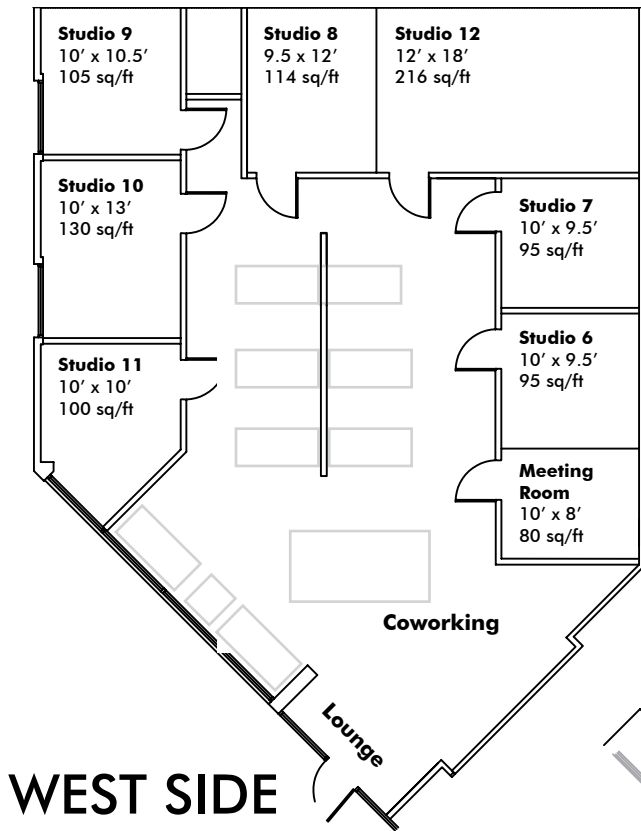 Studio 9
10’ x 10.5’
105 sq/ft
Studio 8
9.5 x 12’
114 sq/ft
Studio 12
12’ x 18’
216 sq/ft
Studio 10
10’ x 13’
130 sq/ft
Studio 7
10’ x 9.5’
95 sq/ft
Studio 11
10’ x 10’
100 sq/ft
Studio 6
10’ x 9.5’
95 sq/ft
Meeting
Room
10’ x 8’
80 sq/ft
Coworking
Lounge
WEST SIDE